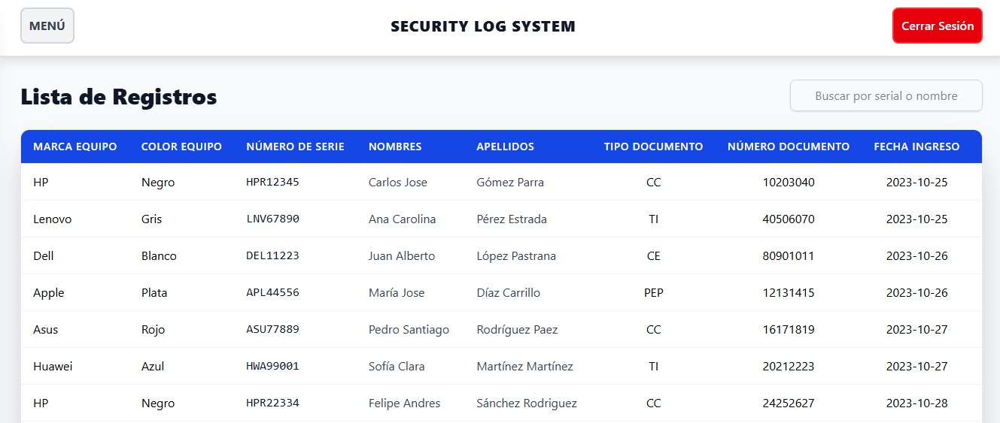 MENÚ SECURITY LOG SYSTEM Cerrar Sesión
Lista de Registros Buscar por serial o nombre
MARCA EQUIPO COLOR EQUIPO NÚMERO DE SERIE NOMBRES APELLIDOS TIPO DOCUMENTO NÚMERO DOCUMENTO FECHA INGRESO
HP Negro HPR12345 Carlos Jose Gómez Parra CC 10203040 2023-10-25
Lenovo Gris LNV67890 Ana Carolina Pérez Estrada TI 40506070 2023-10-25
Dell Blanco DEL11223 Juan Alberto López Pastrana CE 80901011 2023-10-26
Apple Plata APL44556 María Jose Díaz Carrillo PEP 12131415 2023-10-26
Asus Rojo ASU77889 Pedro Santiago Rodríguez Paez CC 16171819 2023-10-27
Huawei Azul HWA99001 Sofía Clara Martínez Martínez TI 20212223 2023-10-27
HP Negro HPR22334 Felipe Andres Sánchez Rodriguez CC 24252627 2023-10-28